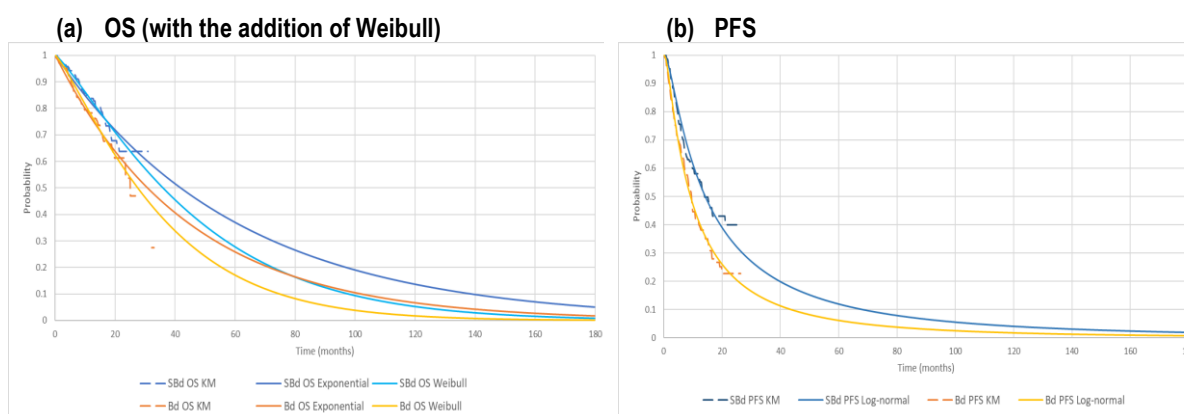 (a) OS (with the addition of Weibull)
1
0.9
0.8
0.7
0.6
0.5
0.4
0.3
0.2
0.1
0
Probability
0 20 40 60 80 100 120 140 160 180
Time (months)
SBd OS KM SBd OS Exponential SBd OS Weibull
Bd OS KM Bd OS Exponential Bd OS Weibull
(b) PFS
1
0.9
0.8
0.7
0.6
0.5
0.4
0.3
0.2
0.1
0
Probability
0 20 40 60 80 100 120 140 160
Time (months)
SBd PFS KM SBd PFS Log-normal Bd PFS KM Bd PFS Log-normal